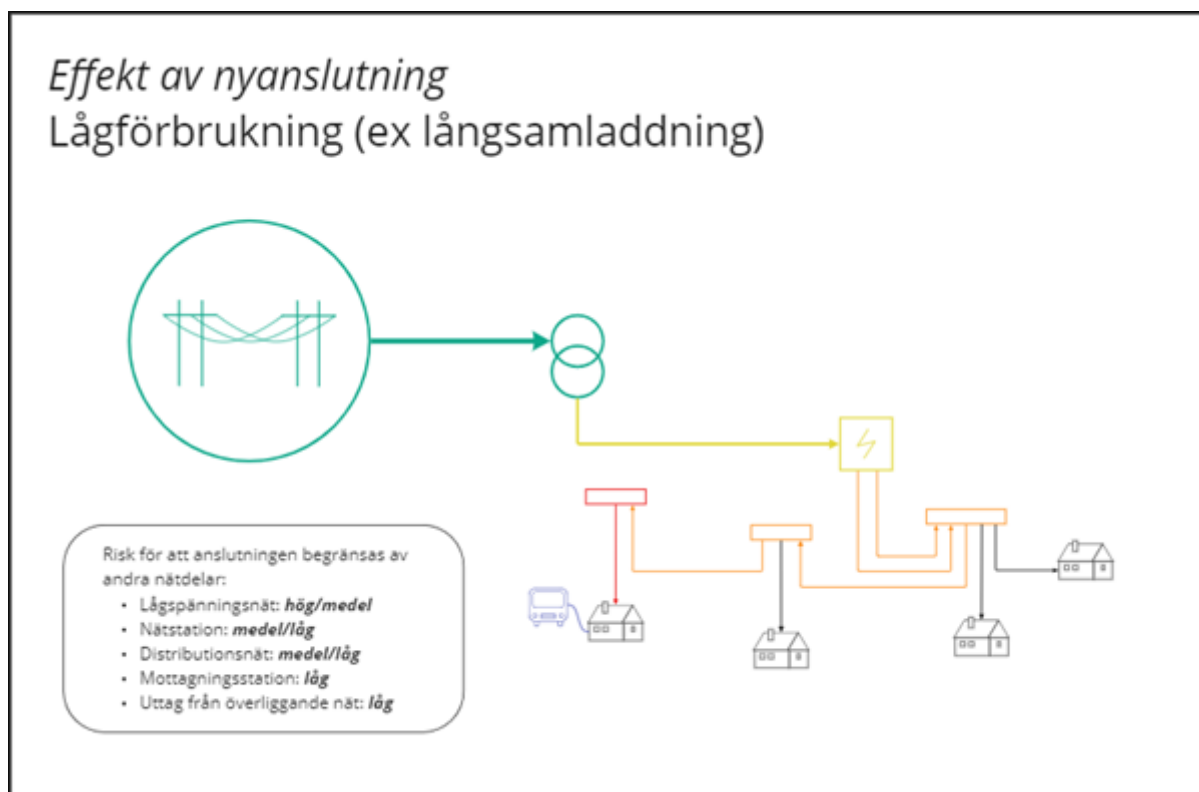 Effekt av nyanslutning
Lågförbrukning (ex långsamladdning)
Risk för att anslutningen begränsas av
andra nätdelar:
• Lågspänningsnät: hög/medel
• Nätstation: medel/låg
• Distributionsnät: medel/låg
• Mottagningsstation: låg
• Uttag från överliggande nät: låg